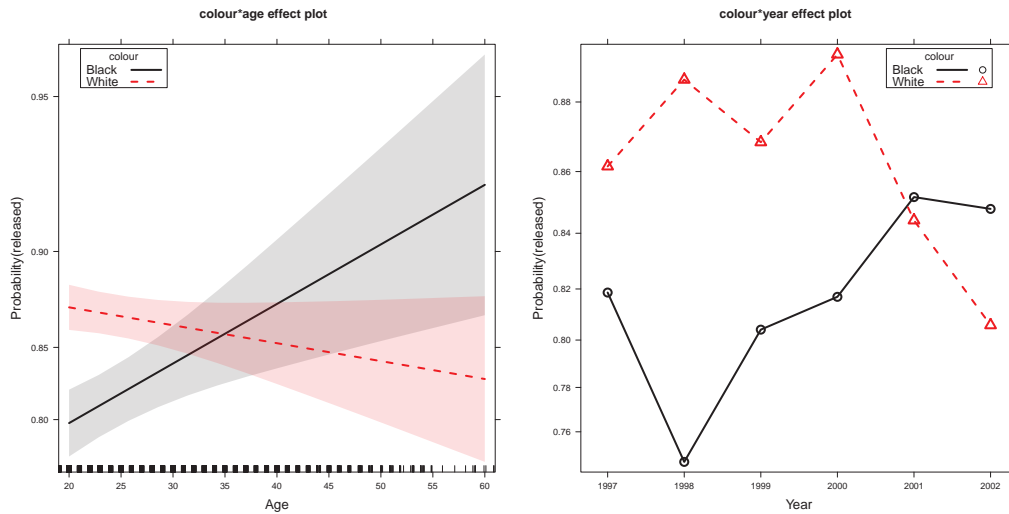 colour*age effect plot
colour
Black
White
0.95
0.90
0.85
0.80
Probability(released)
20 25 30 35 40 45 50 55 60
Age
colour*year effect plot
colour
Black
White
0.88
0.86
0.84
0.82
0.80
0.78
0.76
Probability(released)
1997 1998 1999 2000 2001 2002
Year